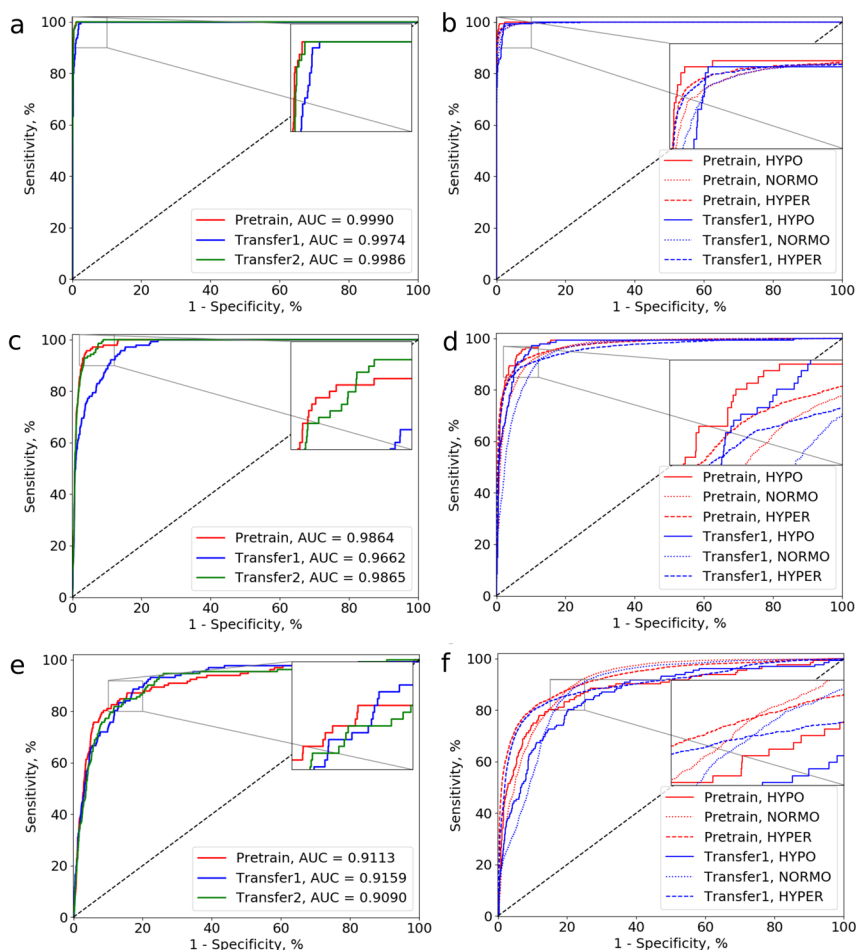 a
100
80
60
40
20
0
Sensitivity, %
Pretrain, AUC = 0.9990
Transfer1, AUC = 0.9974
Transfer2, AUC = 0.9986
0 20 40 60 80 100
1 - Specificity, %
b
100
80
60
40
20
0
Sensitivity, %
Pretrain, HYPO
Pretrain, NORMO
Pretrain, HYPER
Transfer1, HYPO
Transfer1, NORMO
Transfer1, HYPER
0 20 40 60 80 100
1 - Specificity, %
c
100
80
60
40
20
0
Sensitivity, %
Pretrain, AUC = 0.9864
Transfer1, AUC = 0.9662
Transfer2, AUC = 0.9865
0 20 40 60 80 100
1 - Specificity, %
d
100
80
60
40
20
0
Sensitivity, %
Pretrain, HYPO
Pretrain, NORMO
Pretrain, HYPER
Transfer1, HYPO
Transfer1, NORMO
Transfer1, HYPER
0 20 40 60 80 100
1 - Specificity, %
e
100
80
60
40
20
0
Sensitivity, %
Pretrain, AUC = 0.9113
Transfer1, AUC = 0.9159
Transfer2, AUC = 0.9090
0 20 40 60 80 100
1 - Specificity, %
f
100
80
60
40
20
0
Sensitivity, %
Pretrain, HYPO
Pretrain, NORMO
Pretrain, HYPER
Transfer1, HYPO
Transfer1, NORMO
Transfer1, HYPER
0 20 40 60 80 100
1 - Specificity, %